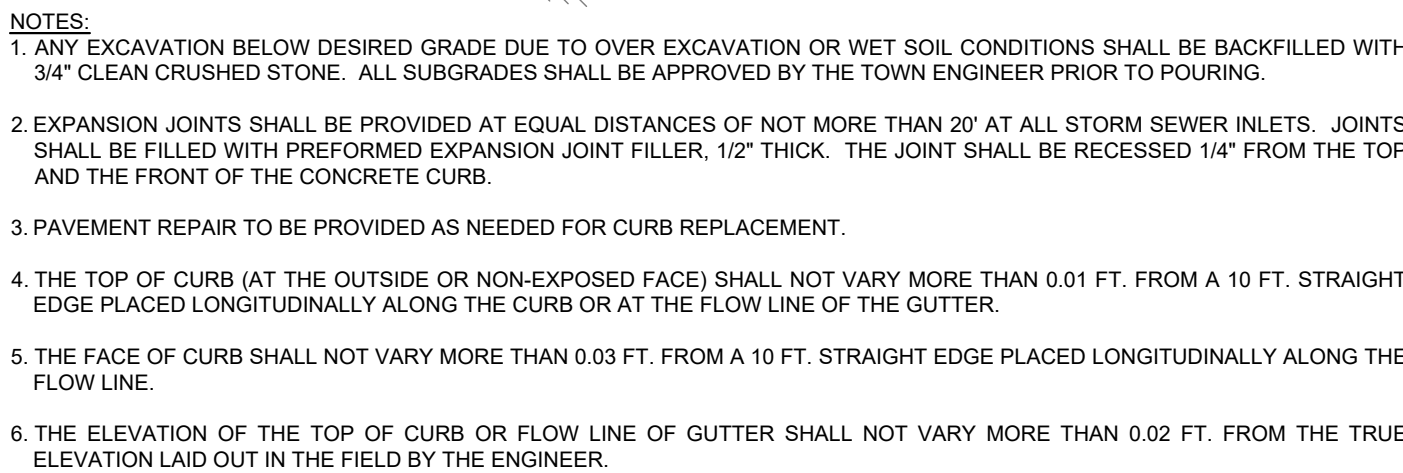 NOTES:
1. ANY EXCAVATION BELOW DESIRED GRADE DUE TO OVER EXCAVATION OR WET SOIL CONDITIONS SHALL BE BACKFILLED WITH
3/4" CLEAN CRUSHED STONE. ALL SUBGRADES SHALL BE APPROVED BY THE TOWN ENGINEER PRIOR TO POURING.
2. EXPANSION JOINTS SHALL BE PROVIDED AT EQUAL DISTANCES OF NOT MORE THAN 20' AT ALL STORM SEWER INLETS. JOINTS
SHALL BE FILLED WITH PREFORMED EXPANSION JOINT FILLER, 1/2" THICK. THE JOINT SHALL BE RECESSED 1/4" FROM THE TOP
AND THE FRONT OF THE CONCRETE CURB.
3. PAVEMENT REPAIR TO BE PROVIDED AS NEEDED FOR CURB REPLACEMENT.
4. THE TOP OF CURB (AT THE OUTSIDE OR NON-EXPOSED FACE) SHALL NOT VARY MORE THAN 0.01 FT. FROM A 10 FT. STRAIGHT
EDGE PLACED LONGITUDINALLY ALONG THE CURB OR AT THE FLOW LINE OF THE GUTTER.
5. THE FACE OF CURB SHALL NOT VARY MORE THAN 0.03 FT. FROM A 10 FT. STRAIGHT EDGE PLACED LONGITUDINALLY ALONG THE
FLOW LINE.
6. THE ELEVATION OF THE TOP OF CURB OR FLOW LINE OF GUTTER SHALL NOT VARY MORE THAN 0.02 FT. FROM THE TRUE
ELEVATION LAID OUT IN THE FIELD BY THE ENGINEER.